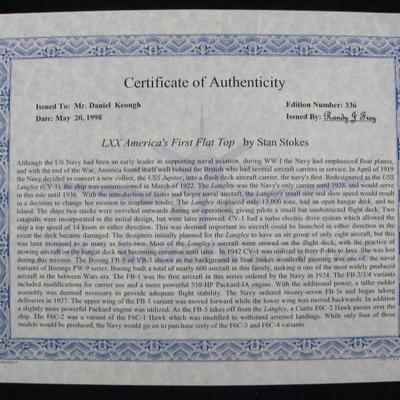 Certificate of Authenticity
Issued To: Mr. Daniel Keough
Edition Number: 336
Date: May 20, 1998
Issued By: Randy J Frey
LXX America's First Flat Top by Stan Stokes
Although the US Navy had been an early leader in supporting naval aviation, during WW I the Navy had emphasized float planes,
and with the end of the War, America found itself well behind the British who had several aircraft carriers in service. In April of 1919
the Navy decided to convert a new collier, the USS Jupiter, into a flush deck aircraft carrier, the navy's first. Redesignated as the USS
Langley (CV-1), the ship was commissioned in March of 1922. The Langley was the Navy's only carrier until 1928, and would serve
in this role until 1936. With the introduction of faster and larger naval aircraft, the Langley's small size and slow speed would result
in a decision to change her mission to seaplane tender. The Langley displaced only 13,000 tons, had an open hangar deck, and no
island. The ships two stacks were swiveled outwards during air operations, giving pilots a small but unobstructed flight deck. Two
catapults were incorporated in the initial design, but were later removed. CV-1 had a turbo electric drive system which allowed the
ship a top speed of 14 knots in either direction. This was deemed important so aircraft could be launched in either direction in the
event the deck became damaged. The designers initially planned for the Langley to have an air group of only eight aircraft, but this
was later increased to as many as forty-two. Most of the Langley's aircraft were stowed on the flight deck, with the practice of
stowing aircraft on the hangar deck not becoming common until later. In 1942 CV-1 was utilized to ferry P-40s to Java. She was lost
during this mission. The Boeing FB-5 of VB-5 shown in the background in Stan Stokes wonderful painting was one of the naval
variants of Boeings PW-9 series. Boeing built a total of nearly 600 aircraft in this family, making it one of the most widely produced
aircraft in the between Wars era. The FB-1 was the first aircraft in this series ordered by the Navy in 1924. The FB-2/3/4 variants
included modifications for carrier use and a more powerful 510-HP Packard-IA engine. With the additional power, a taller rudder
assembly was deemed necessary to provide adequate flight stability. The Navy ordered twenty-seven FB-5s and began taking
deliveries in 1927. The upper wing of the FB-5 variant was moved forward while the lower wing was moved backwards. In addition
a slightly more powerful Packard engine was utilized. As the FB-5 takes off from the Langley, a Curtis F6C-2 Hawk passes over the
ship. The F6C-2 was a variant of the F6C-1 Hawk which was modified to withstand arrested landings. While only four of these
models would be produced, the Navy would go on to purchase sixty of the F6C-3 and F6C-4 variants.